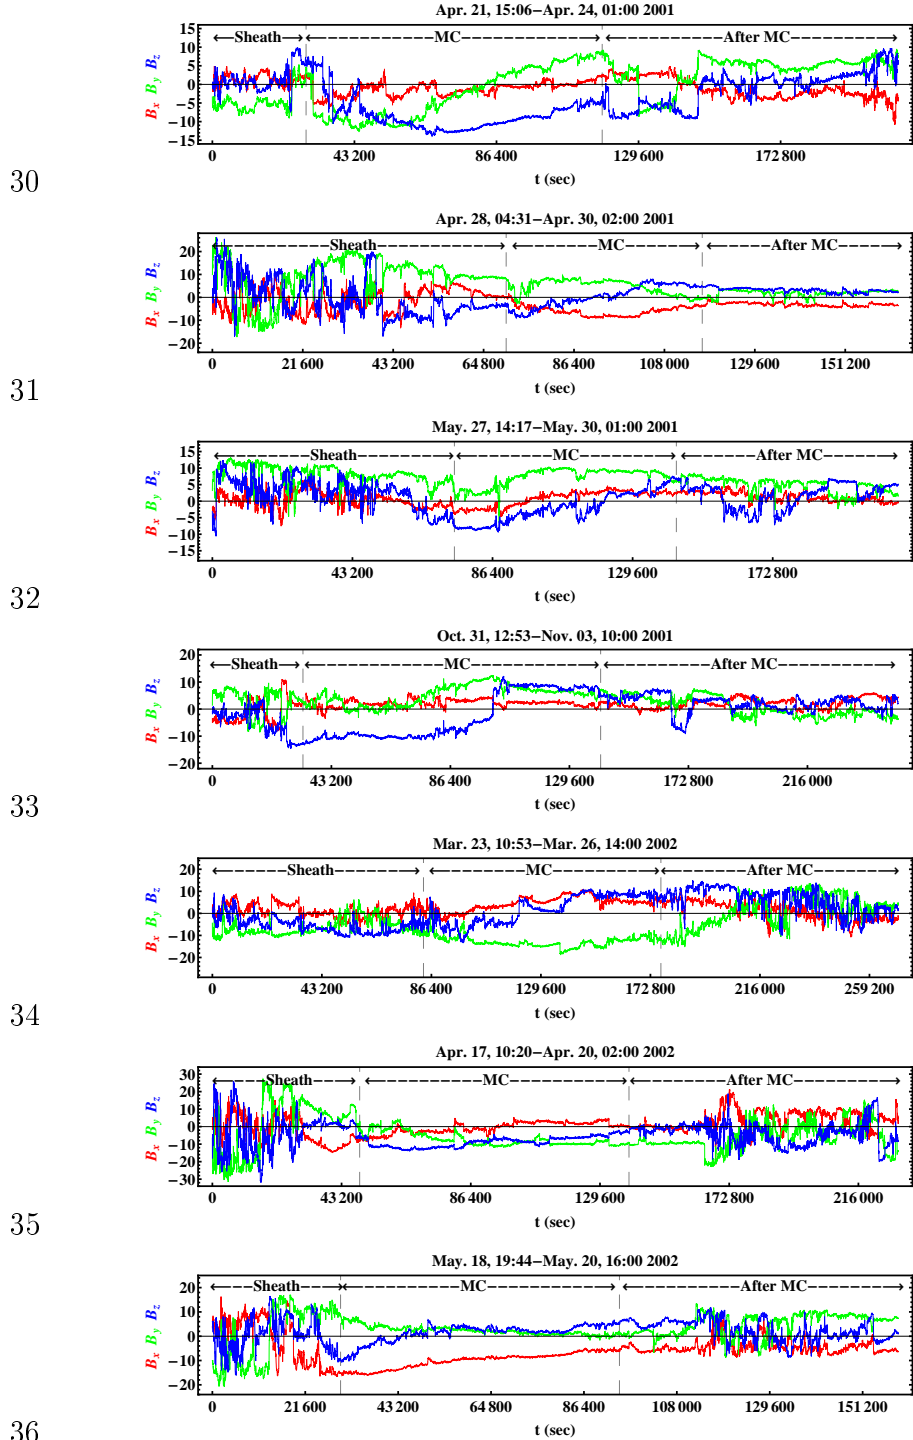 Apr. 21, 15:06–Apr. 24, 01:00 2001
Sheath MC After MC
15
10
5
0
−5
−10
−15
Bx By Bz
0 43 200 86 400 129 600 172 800
t (sec)
30
Apr. 28, 04:31–Apr. 30, 02:00 2001
Sheath MC After MC
20
10
0
−10
−20
Bx By Bz
0 21 600 43 200 64 800 86 400 108 000 129 600 151 200
t (sec)
31
May. 27, 14:17–May. 30, 01:00 2001
Sheath MC After MC
15
10
5
0
−5
−10
−15
Bx By Bz
0 43 200 86 400 129 600 172 800
t (sec)
32
Oct. 31, 12:53–Nov. 03, 10:00 2001
Sheath MC After MC
20
10
0
−10
−20
Bx By Bz
0 43 200 86 400 129 600 172 800 216 000
t (sec)
33
Mar. 23, 10:53–Mar. 26, 14:00 2002
Sheath MC After MC
20
10
0
−10
−20
Bx By Bz
0 43 200 86 400 129 600 172 800 216 000 259 200
t (sec)
34
Apr. 17, 10:20–Apr. 20, 02:00 2002
Sheath MC After MC
30
20
10
0
−10
−20
−30
Bx By Bz
0 43 200 86 400 129 600 172 800 216 000
t (sec)
35
May. 18, 19:44–May. 20, 16:00 2002
Sheath MC After MC
20
10
0
−10
−20
Bx By Bz
0 21 600 43 200 64 800 86 400 108 000 129 600 151 200
t (sec)
36